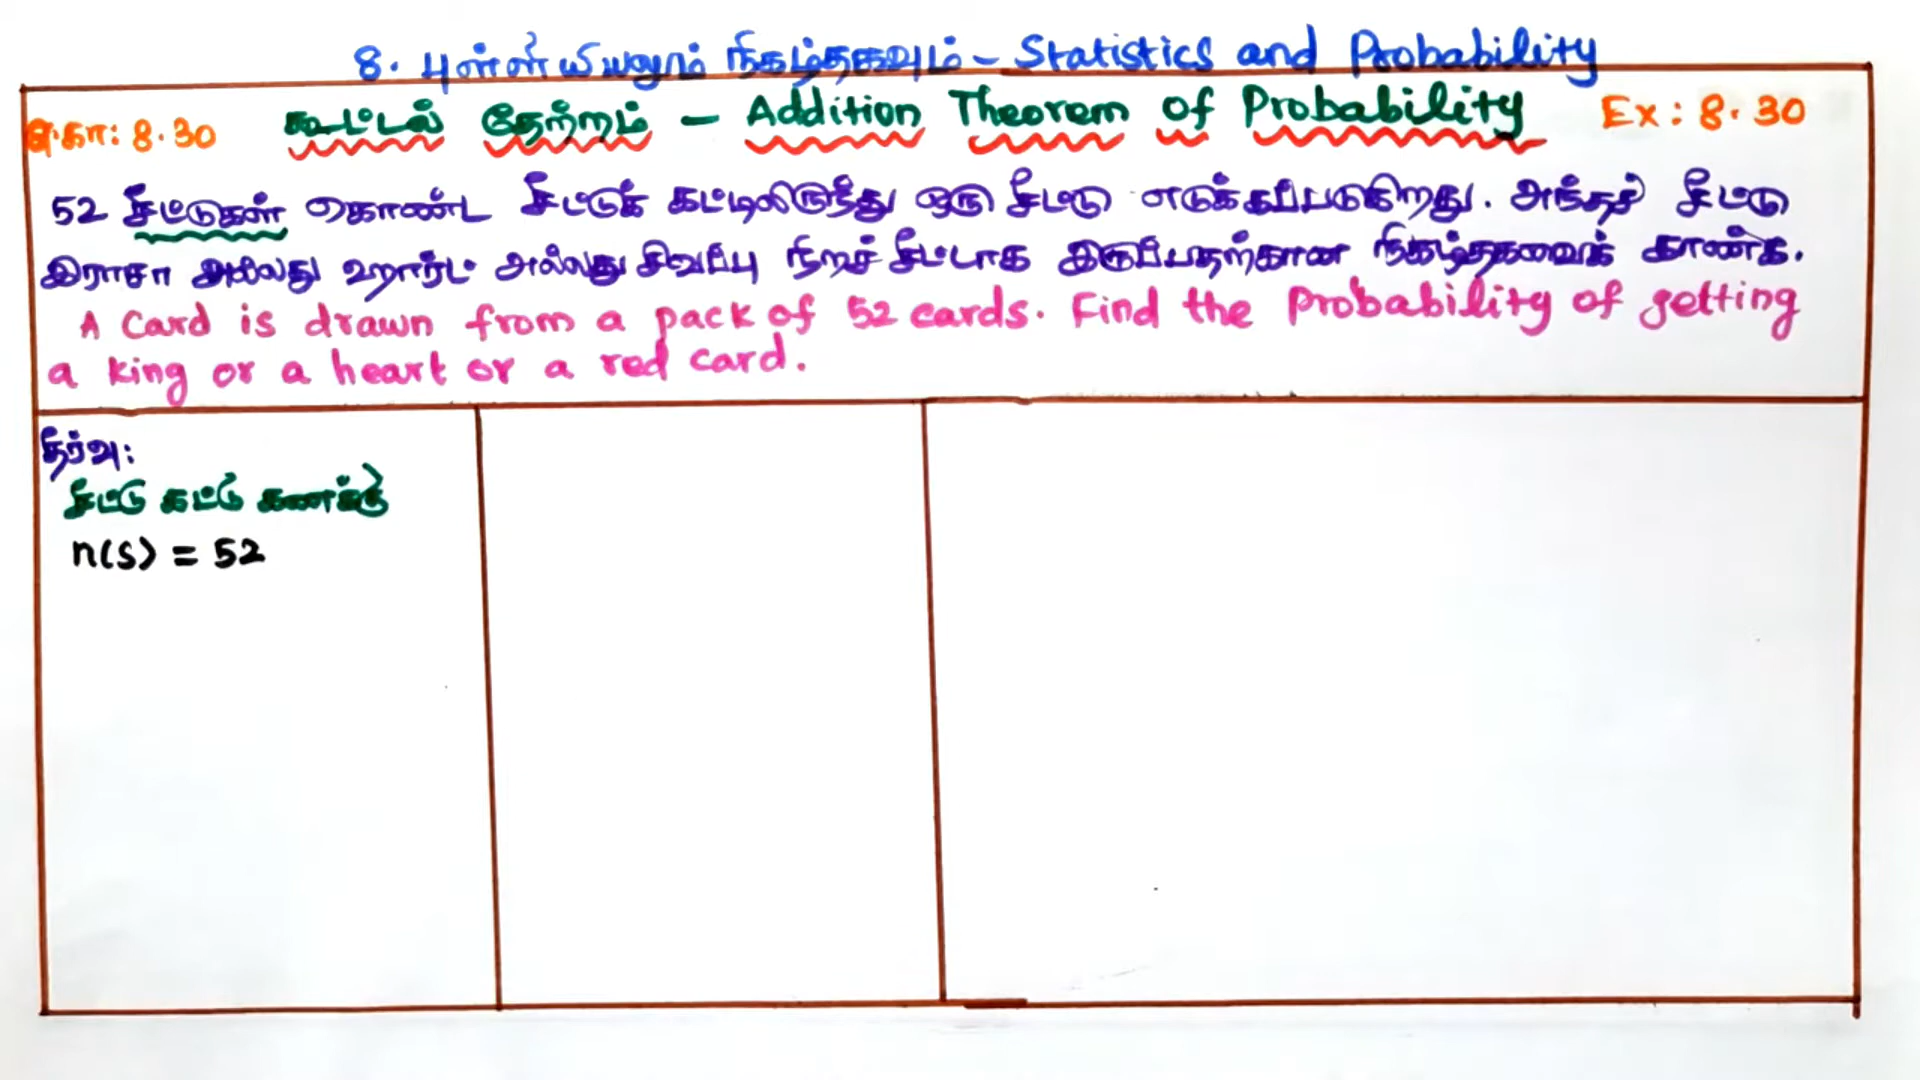 8. புள்ளியியலும் நிகழ்தகவும் - Statistics and Probability
எ.கா: 8.30 கூட்டல் தேற்றம் - Addition Theorem of Probability Ex: 8.30
52 சீட்டுகள் கொண்ட சீட்டுக் கட்டிலிருந்து ஒரு சீட்டு எடுக்கப்படுகிறது. அந்தச் சீட்டு
இராசா அல்லது ஹார்ட் அல்லது சிவப்பு நிறச் சீட்டாக இருப்பதற்கான நிகழ்தகவைக் காண்க.
A Card is drawn from a pack of 52 cards. Find the Probability of getting
a king or a heart or a red card.
தீர்வு:
சீட்டு கட்டு கணக்கு
n(S) = 52